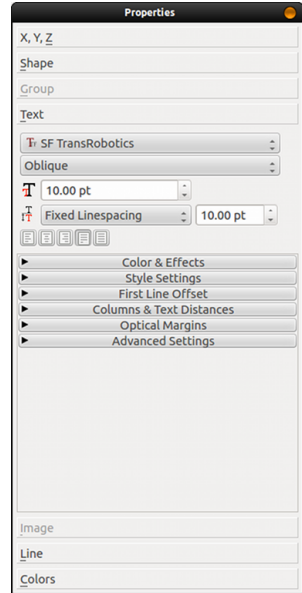 Properties
X, Y, Z
Shape
Group
Text
SF TransRobotics
Oblique
10.00 pt
Fixed Linespacing 10.00 pt
Color & Effects
Style Settings
First Line Offset
Columns & Text Distances
Optical Margins
Advanced Settings
Image
Line
Colors